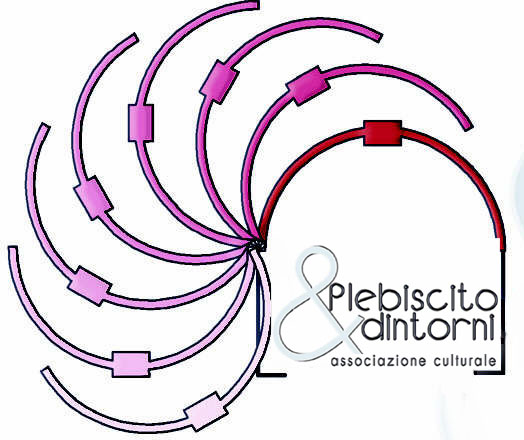 & Plebiscito
dintorni
associazione culturale